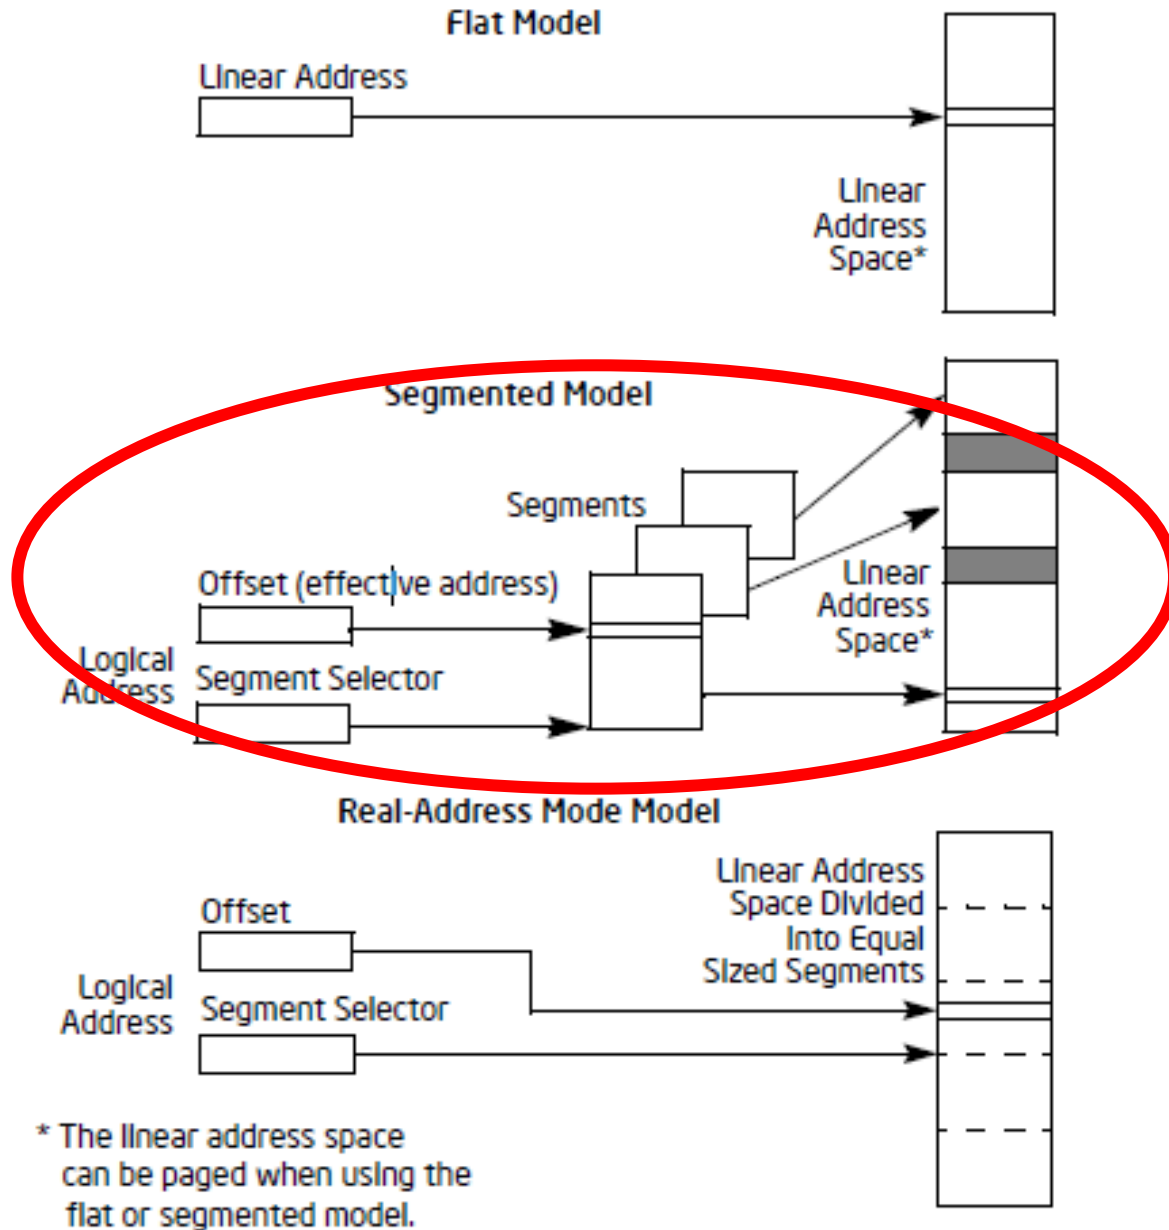 Flat Model
Linear Address
Linear
Address
Space*
Segmented Model
Segments
Offset (effective address)
Linear
Address
Space*
Logical
Address
Segment Selector
Real-Address Mode Model
Linear Address
Space Divided
Into Equal
Sized Segments
Offset
Logical
Address
Segment Selector
* The linear address space
can be paged when using the
flat or segmented model.